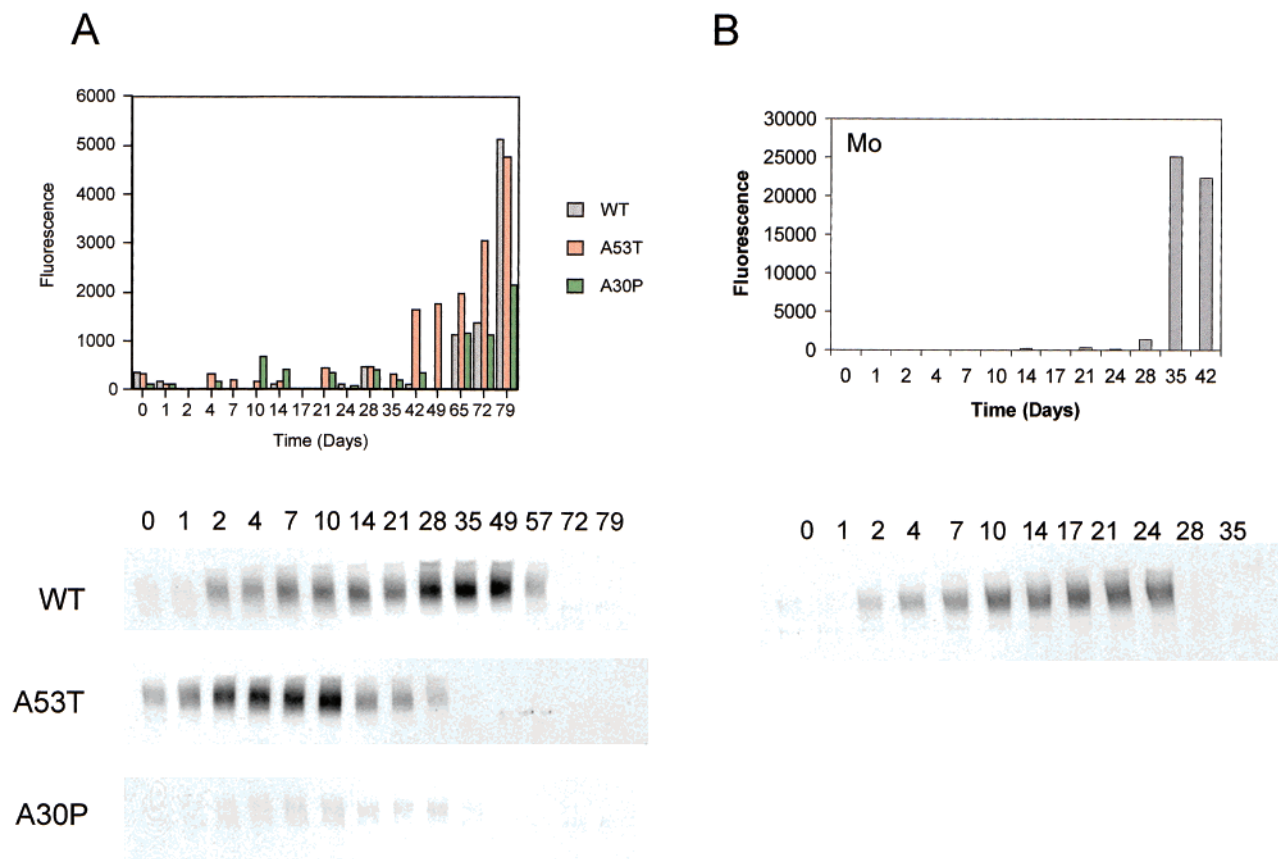 A
B
6000
5000
4000
3000
2000
1000
0
Fluorescence
0 1 2 4 7 10 14 17 21 24 28 35 42 49 65 72 79
Time (Days)
WT
A53T
A30P
30000
25000
20000
15000
10000
5000
0
Fluorescence
Mo
0 1 2 4 7 10 14 17 21 24 28 35 42
Time (Days)
0 1 2 4 7 10 14 21 28 35 49 57 72 79
WT
A53T
A30P
0 1 2 4 7 10 14 17 21 24 28 35